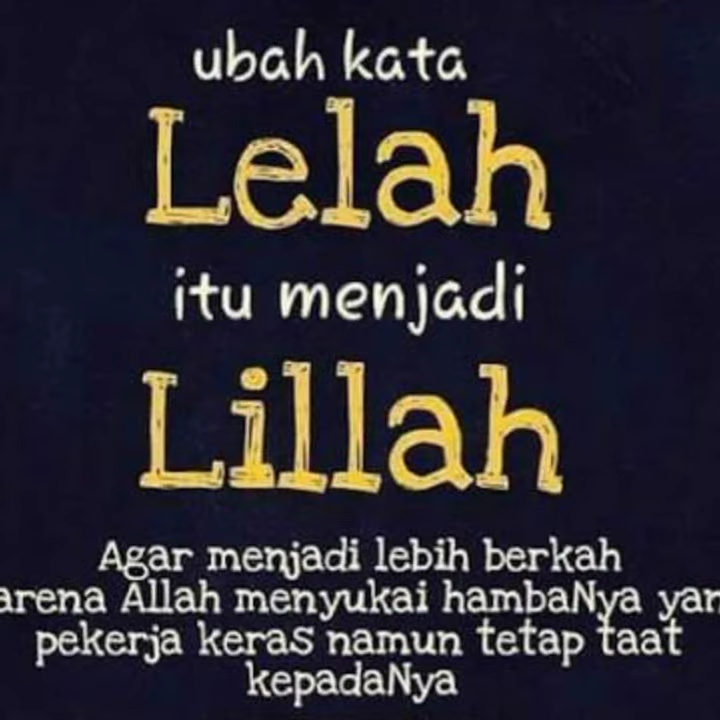 ubah kata
Lelah
itu menjadi
Lillah
Agar menjadi lebih berkah
arena Allah menyukai hambaNya yan
pekerja keras namun tetap taat
kepadaNya